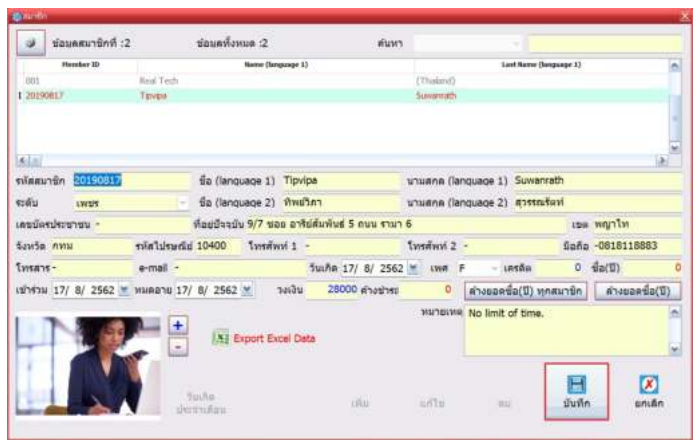 สมาชิก
ข้อมูลสมาชิกที่ :2 ข้อมูลทั้งหมด :2 ค้นหา
Member ID Name (language 1) Last Name (language 1)
001 Real Tech (Thailand)
I 20190817 Tipvipa Suwanrath
รหัสสมาชิก 20190817 ชื่อ (language 1) Tipvipa นามสกุล (language 1) Suwanrath
ระดับ เพชร ชื่อ (language 2) ทิพย์วิภา นามสกุล (language 2) สุวรรณรัตน์
เลขบัตรประชาชน - ที่อยู่ปัจจุบัน 9/7 ซอย อารีย์สัมพันธ์ 5 ถนน รามา 6 เขต พญาไท
จังหวัด กทม รหัสไปรษณีย์ 10400 โทรศัพท์ 1 - โทรศัพท์ 2 - มือถือ -0818118883
โทรสาร - e-mail - วันเกิด 17/ 8/ 2562 เพศ F เครดิต 0 ซื้อ(ปี) 0
เข้าร่วม 17/ 8/ 2562 หมดอายุ 17/ 8/ 2562 วงเงิน 28000 ค้างชำระ 0 ล้างยอดซื้อ(ปี) ทุกสมาชิก ล้างยอดซื้อ(ปี)
หมายเหตุ No limit of time.
+
-
Export Excel Data
วันเกิด
ประจำเดือน
เพิ่ม แก้ไข ลบ บันทึก ยกเลิก